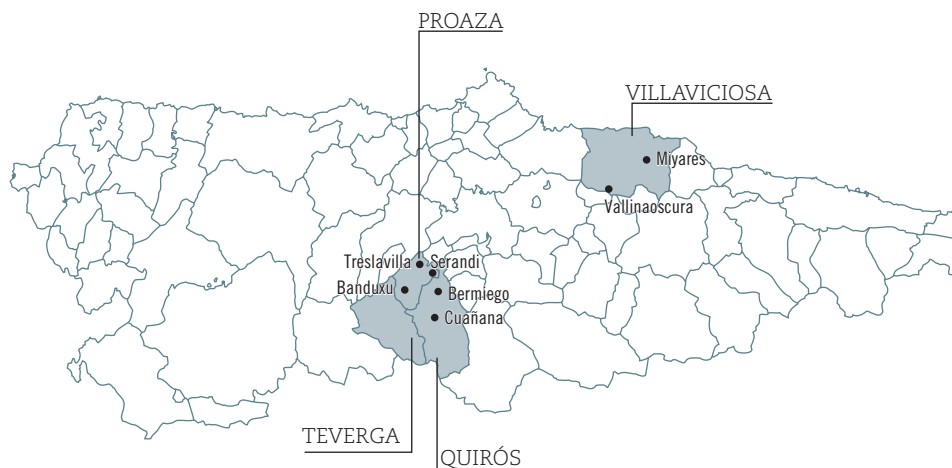 PROAZA
VILLAVICIOSA
Miyares
Vallinaoscura
Treslavilla
Serandi
Banduxu
Bermiego
Cuañana
TEVERGA
QUIRÓS